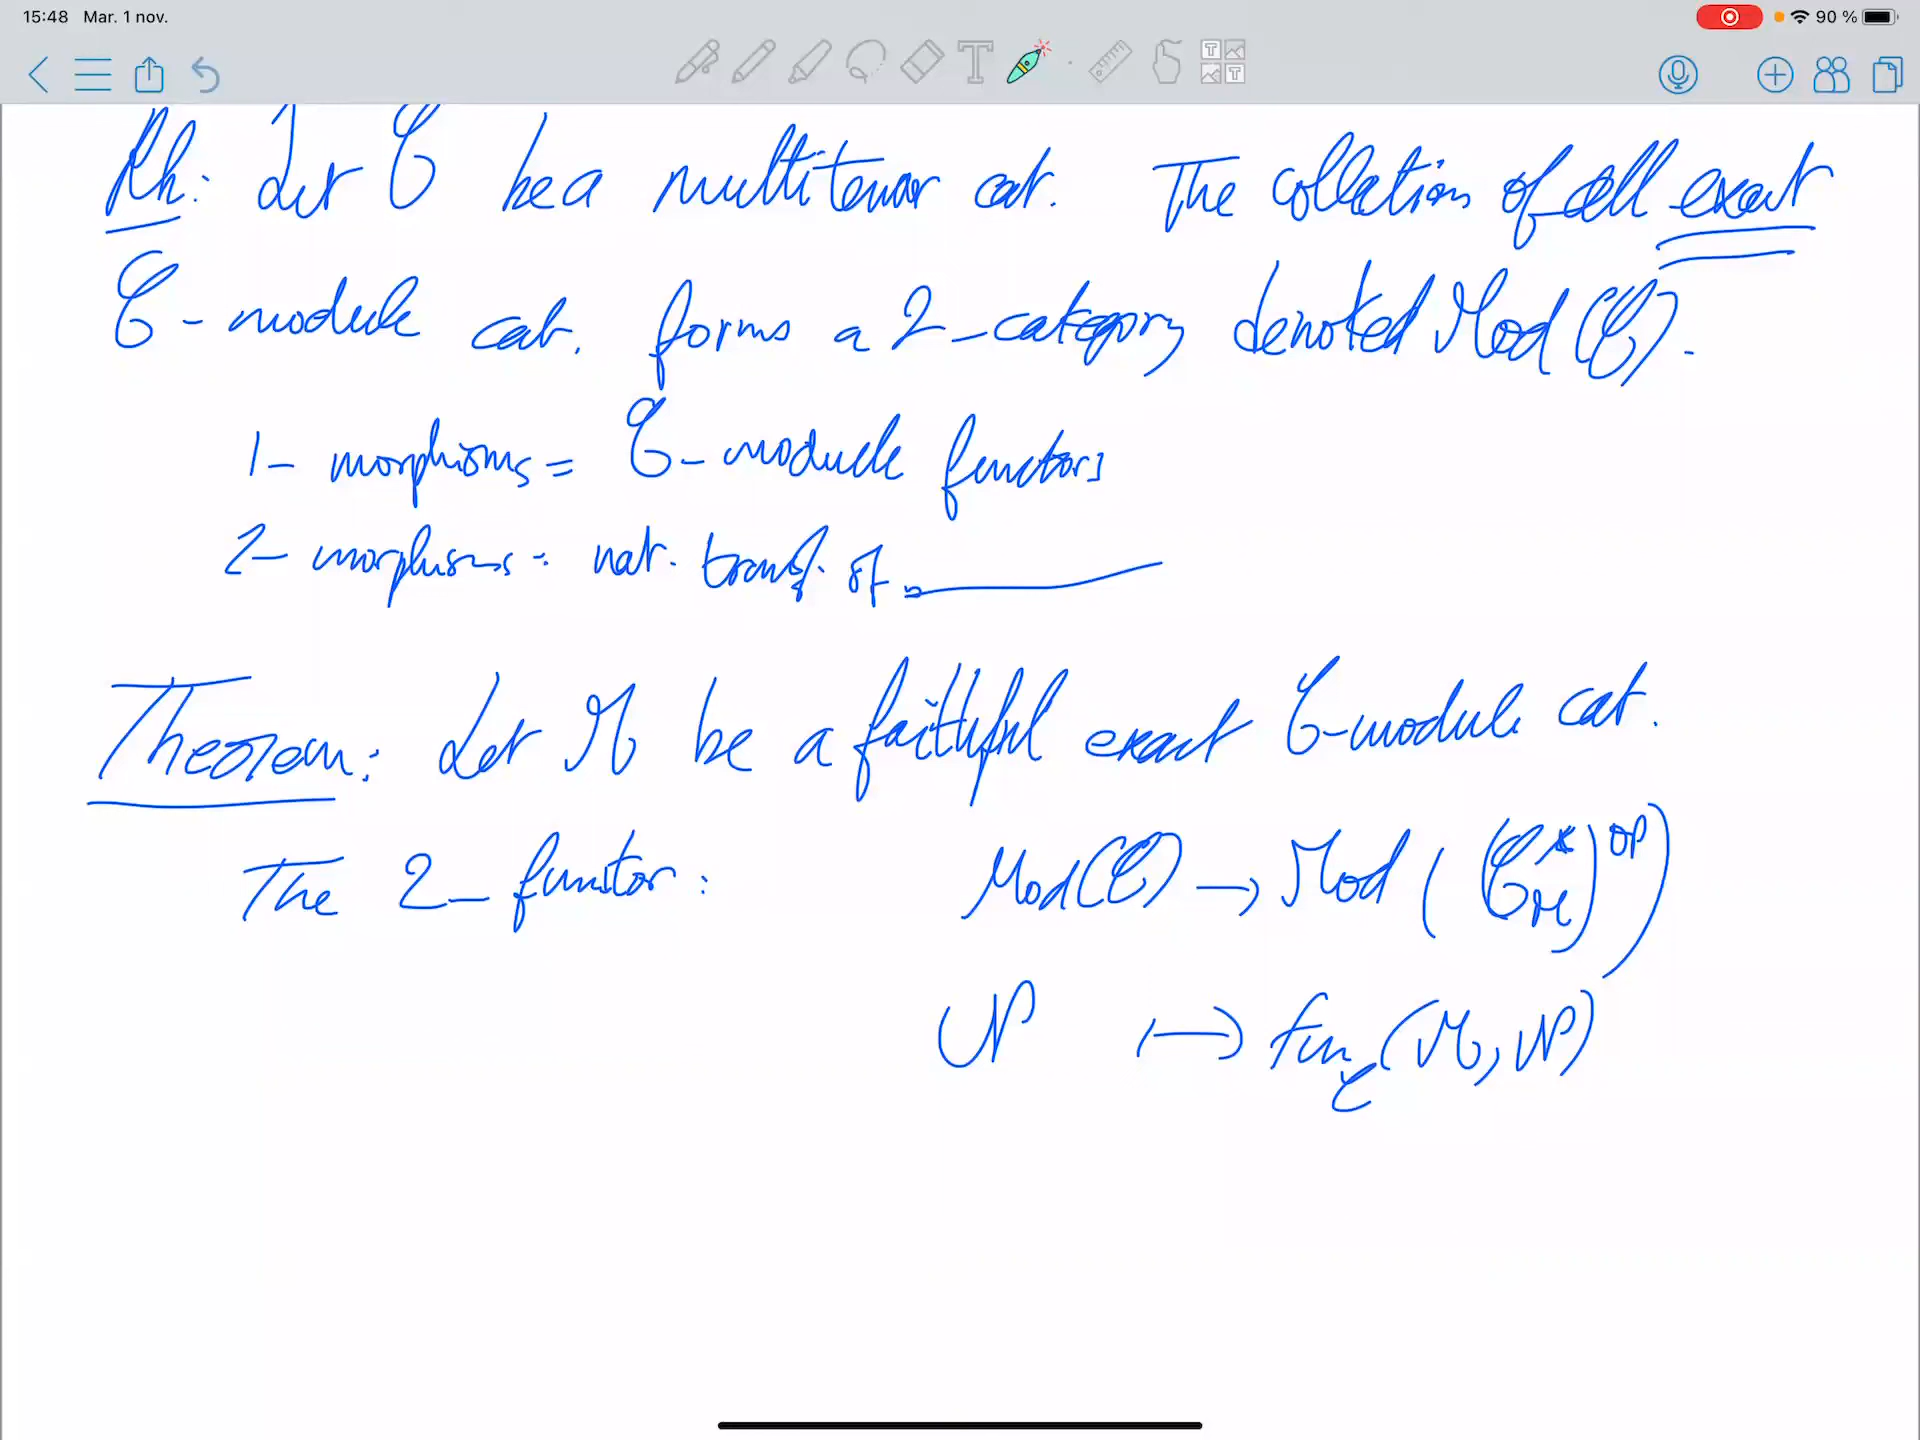 15:48 Mar. 1 nov. 90 %
Rk: Let C be a multitensor cat. The collection of all exact
C-module cat. forms a 2-category denoted Mod(C).
1- morphisms = C-module functors
2- morphisms = nat. transf. of
Theorem: Let M be a faithful exact C-module cat.
The 2-functor: Mod(C) → Mod((C*_M)^op)
N ↦ Fun_C(M, N)